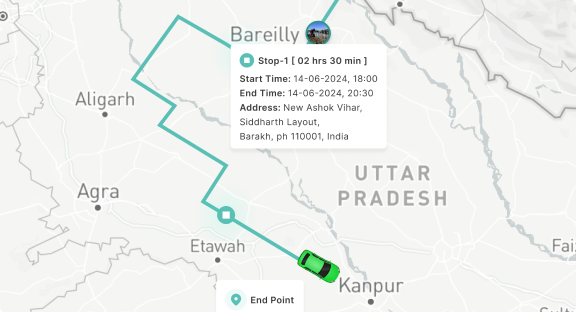 Bareilly
Stop-1 [ 02 hrs 30 min ]
Start Time: 14-06-2024, 18:00
End Time: 14-06-2024, 20:30
Address: New Ashok Vihar,
Siddharth Layout,
Barakh, ph 110001, India
Aligarh
UTTAR
PRADESH
Agra
Etawah
Faiz
Kanpur
End Point